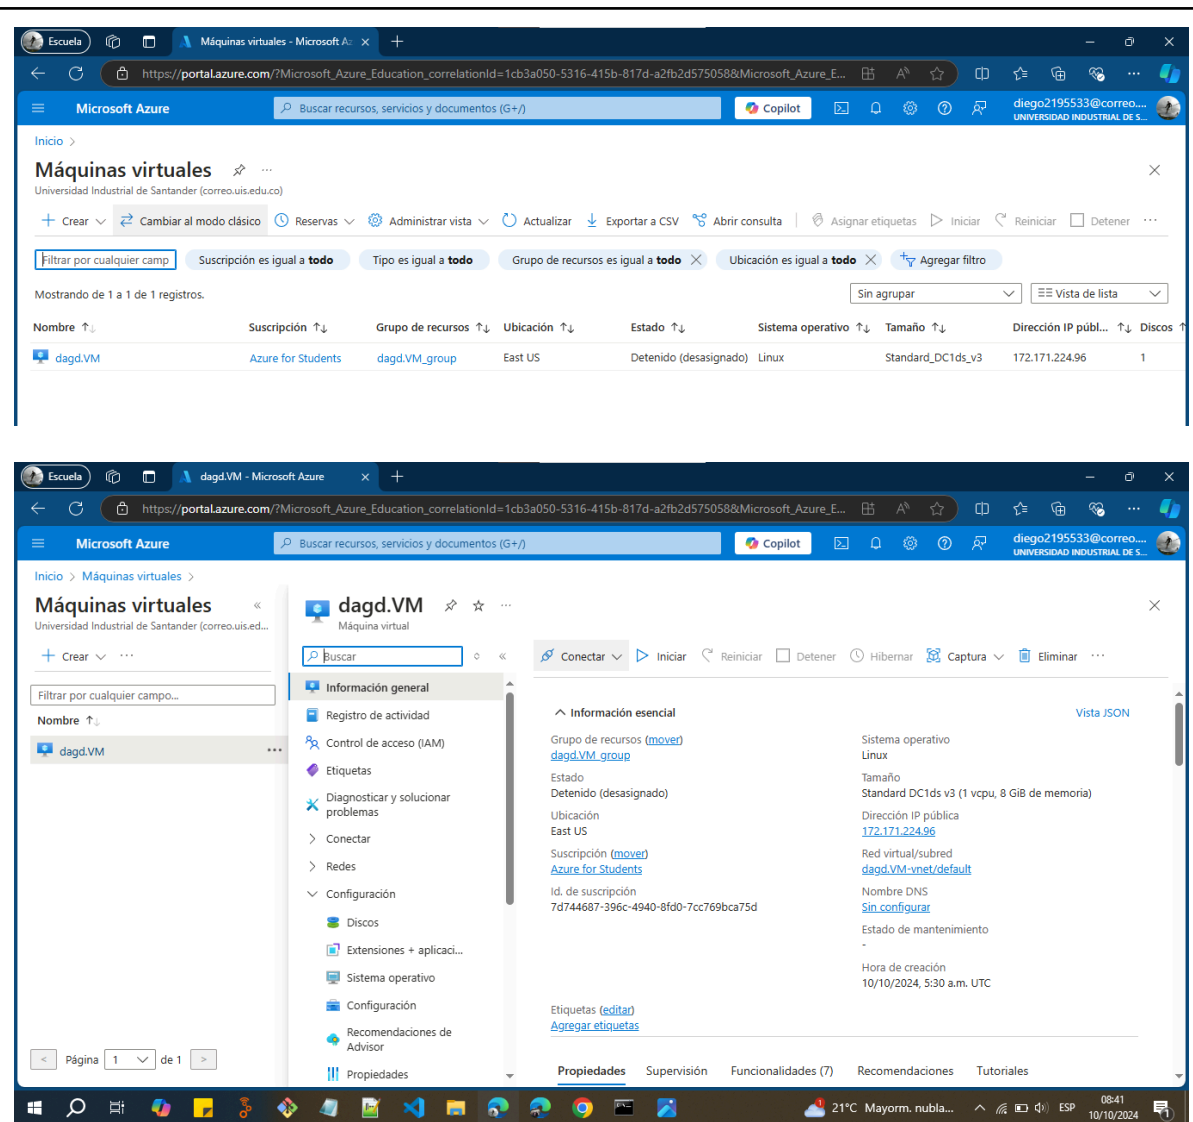 Escuela
Máquinas virtuales - Microsoft Az
https://portal.azure.com/?Microsoft_Azure_Education_correlationId=1cb3a050-5316-415b-817d-a2fb2d575058&Microsoft_Azure_E...
Microsoft Azure
Buscar recursos, servicios y documentos (G+/)
Copilot
diego2195533@correo....
UNIVERSIDAD INDUSTRIAL DE S...
Inicio >
Máquinas virtuales
Universidad Industrial de Santander (correo.uis.edu.co)
Crear
Cambiar al modo clásico
Reservas
Administrar vista
Actualizar
Exportar a CSV
Abrir consulta
Asignar etiquetas
Iniciar
Reiniciar
Detener
Filtrar por cualquier camp
Suscripción es igual a todo
Tipo es igual a todo
Grupo de recursos es igual a todo
Ubicación es igual a todo
Agregar filtro
Mostrando de 1 a 1 de 1 registros.
Sin agrupar
Vista de lista
Nombre ↑↓ Suscripción ↑↓ Grupo de recursos ↑↓ Ubicación ↑↓ Estado ↑↓ Sistema operativo ↑↓ Tamaño ↑↓ Dirección IP públ... ↑↓ Discos ↑
dagd.VM Azure for Students dagd.VM_group East US Detenido (desasignado) Linux Standard_DC1ds_v3 172.171.224.96 1
Escuela
dagd.VM - Microsoft Azure
https://portal.azure.com/?Microsoft_Azure_Education_correlationId=1cb3a050-5316-415b-817d-a2fb2d575058&Microsoft_Azure_E...
Microsoft Azure
Buscar recursos, servicios y documentos (G+/)
Copilot
diego2195533@correo....
UNIVERSIDAD INDUSTRIAL DE S...
Inicio > Máquinas virtuales >
Máquinas virtuales
Universidad Industrial de Santander (correo.uis.ed...
Crear
Filtrar por cualquier campo...
Nombre ↑↓
dagd.VM
Página 1 de 1
dagd.VM
Máquina virtual
Buscar
Información general
Registro de actividad
Control de acceso (IAM)
Etiquetas
Diagnosticar y solucionar
problemas
Conectar
Redes
Configuración
Discos
Extensiones + aplicaci...
Sistema operativo
Configuración
Recomendaciones de
Advisor
Propiedades
Conectar
Iniciar
Reiniciar
Detener
Hibernar
Captura
Eliminar
Información esencial
Vista JSON
Grupo de recursos (mover)
dagd.VM_group
Estado
Detenido (desasignado)
Ubicación
East US
Suscripción (mover)
Azure for Students
Id. de suscripción
7d744687-396c-4940-8fd0-7cc769bca75d
Sistema operativo
Linux
Tamaño
Standard DC1ds v3 (1 vcpu, 8 GiB de memoria)
Dirección IP pública
172.171.224.96
Red virtual/subred
dagd.VM-vnet/default
Nombre DNS
Sin configurar
Estado de mantenimiento
-
Hora de creación
10/10/2024, 5:30 a.m. UTC
Etiquetas (editar)
Agregar etiquetas
Propiedades Supervisión Funcionalidades (7) Recomendaciones Tutoriales
21°C Mayorm. nubla...
ESP
08:41
10/10/2024